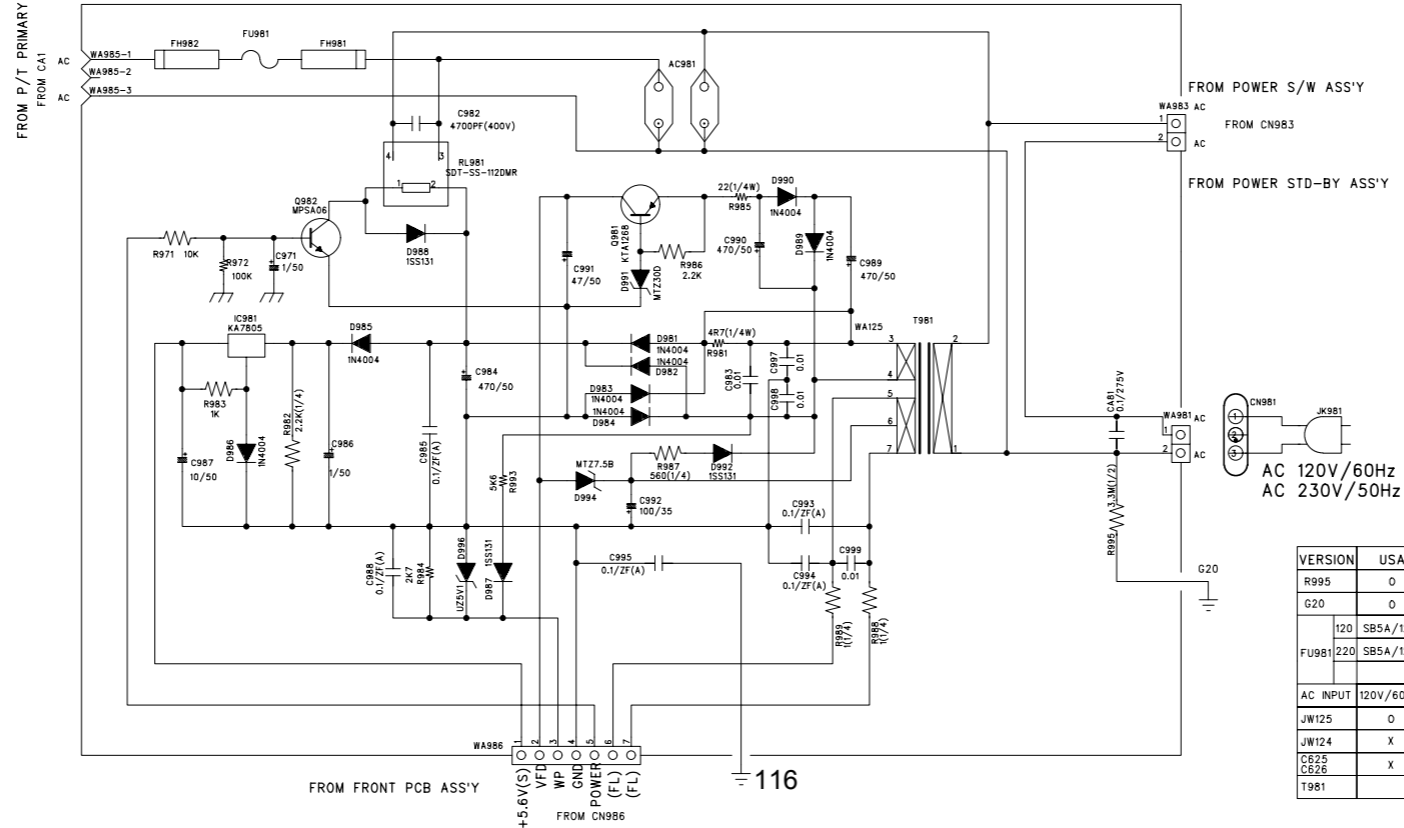 FROM P/T PRIMARY
FROM CA1
AC
WA985-1
WA985-2
AC
WA985-3
FH982
FU981
FH981
AC981
C982
4700PF(400V)
4
3
RL981
SDT-SS-112DMR
1
2
Q982
MPSA06
R971 10K
R972
100K
C971
1/50
D988
1SS131
C991
47/50
Q981
KTA1268
D991
MTZ30D
R986
2.2K
22(1/4W)
R985
D990
1N4004
C990
470/50
D989
1N4004
C989
470/50
FROM POWER S/W ASS'Y
WA983 AC
1
2
AC
FROM CN983
FROM POWER STD-BY ASS'Y
IC981
KA7805
D985
1N4004
R983
1K
D986
1N4004
R982
2.2K(1/4)
C987
10/50
C986
1/50
C985
0.1/ZF(A)
C984
470/50
D981
1N4004
1N4004
D982
D983
1N4004
1N4004
D984
4R7(1/4W)
R981
C983
0.01
C997
0.01
C998
0.01
WA125
T981
3
4
5
6
7
2
1
MTZ7.5B
D994
R987
560(1/4)
D992
1SS131
C992
100/35
5K6
R993
C993
0.1/ZF(A)
C994
0.1/ZF(A)
C999
0.01
C995
0.1/ZF(A)
C988
0.1/ZF(A)
2K7
R984
UZ5V1
D996
D987
1SS131
R989
1(1/4)
R988
1(1/4)
CA81
0.1/275V
R995
3.3M(1/2)
WA981 AC
1
2
AC
CN981
1
2
3
JK981
AC 120V/60Hz
AC 230V/50Hz
G20
WA986
1 2 3 4 5 6 7
+5.6V(S)
VFD
WP
GND
POWER
(FL)
(FL)
FROM FRONT PCB ASS'Y
FROM CN986
116
VERSION USA
R995 O
G20 O
FU981 120 SB5A/1
220 SB5A/1
AC INPUT 120V/60
JW125 O
JW124 X
C625
C626 X
T981